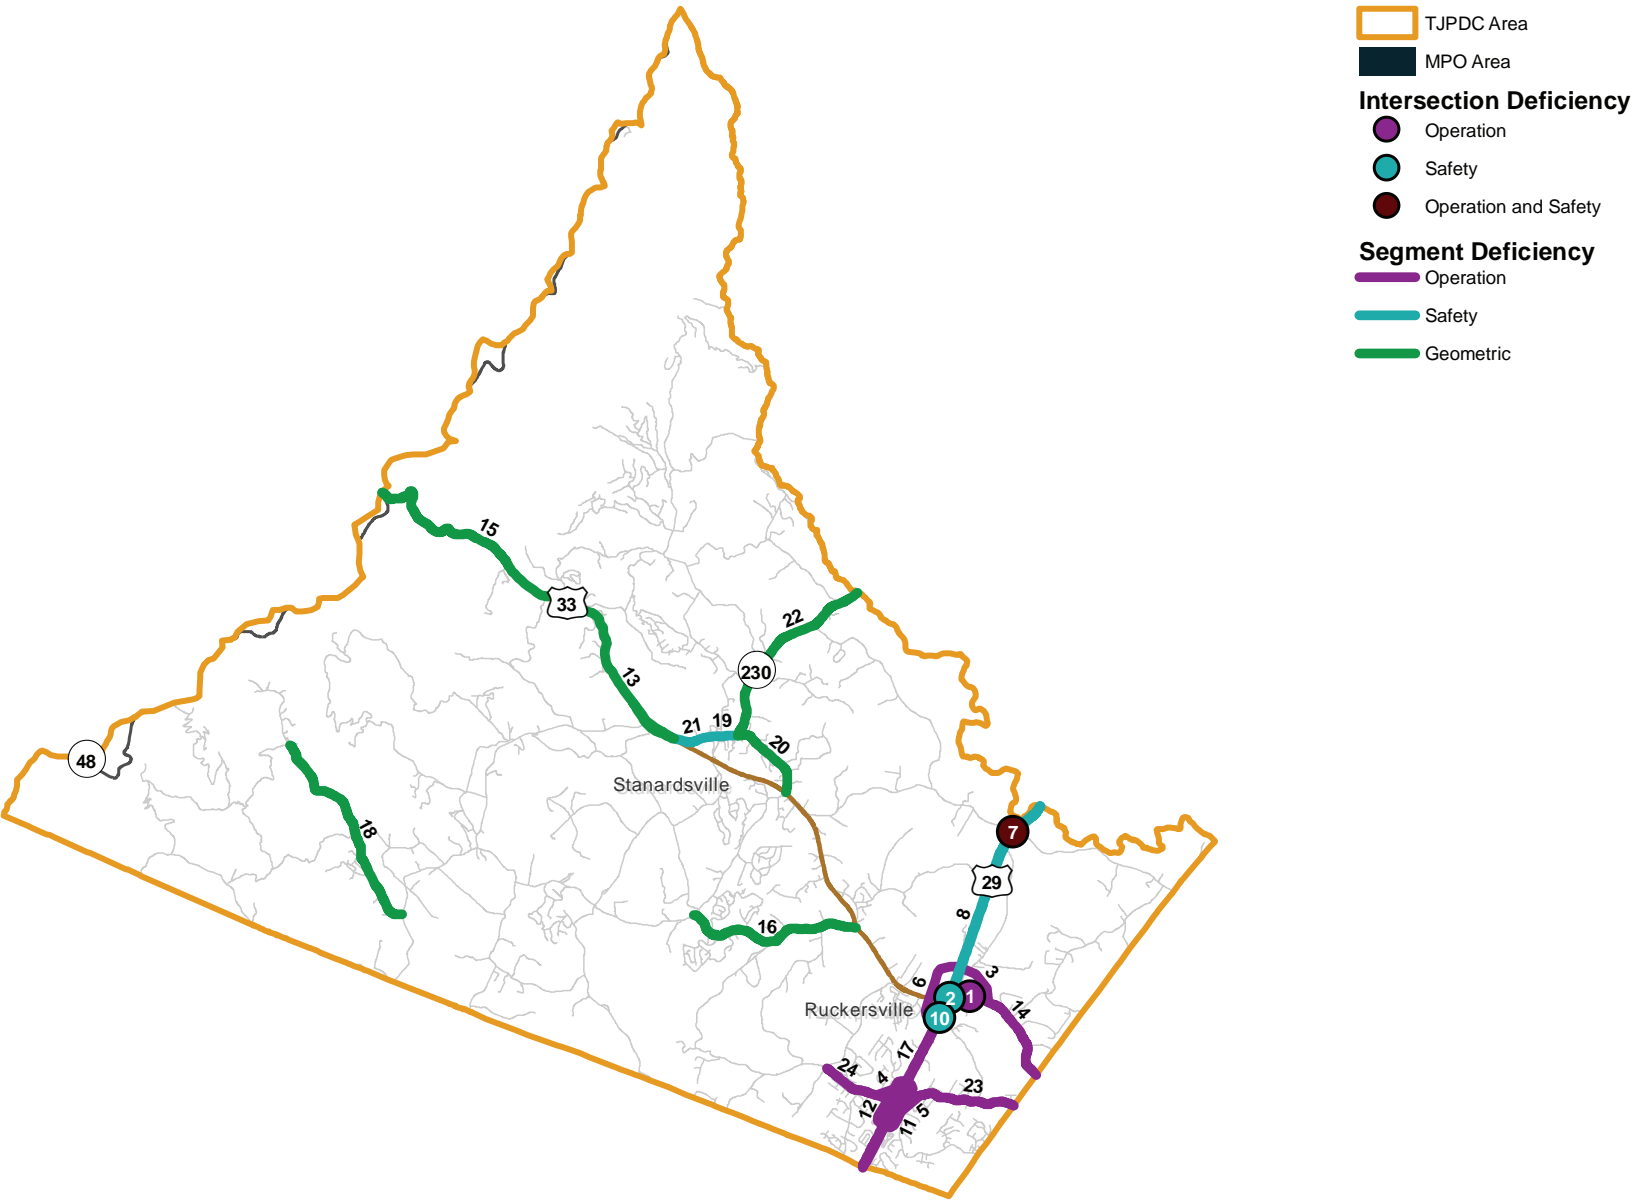 TJPDC Area
MPO Area
Intersection Deficiency
Operation
Safety
Operation and Safety
Segment Deficiency
Operation
Safety
Geometric
15
33
22
13
230
21
19
20
48
Stanardsville
18
7
29
8
16
6
3
2
1
10
14
Ruckersville
17
24
4
23
12
5
11